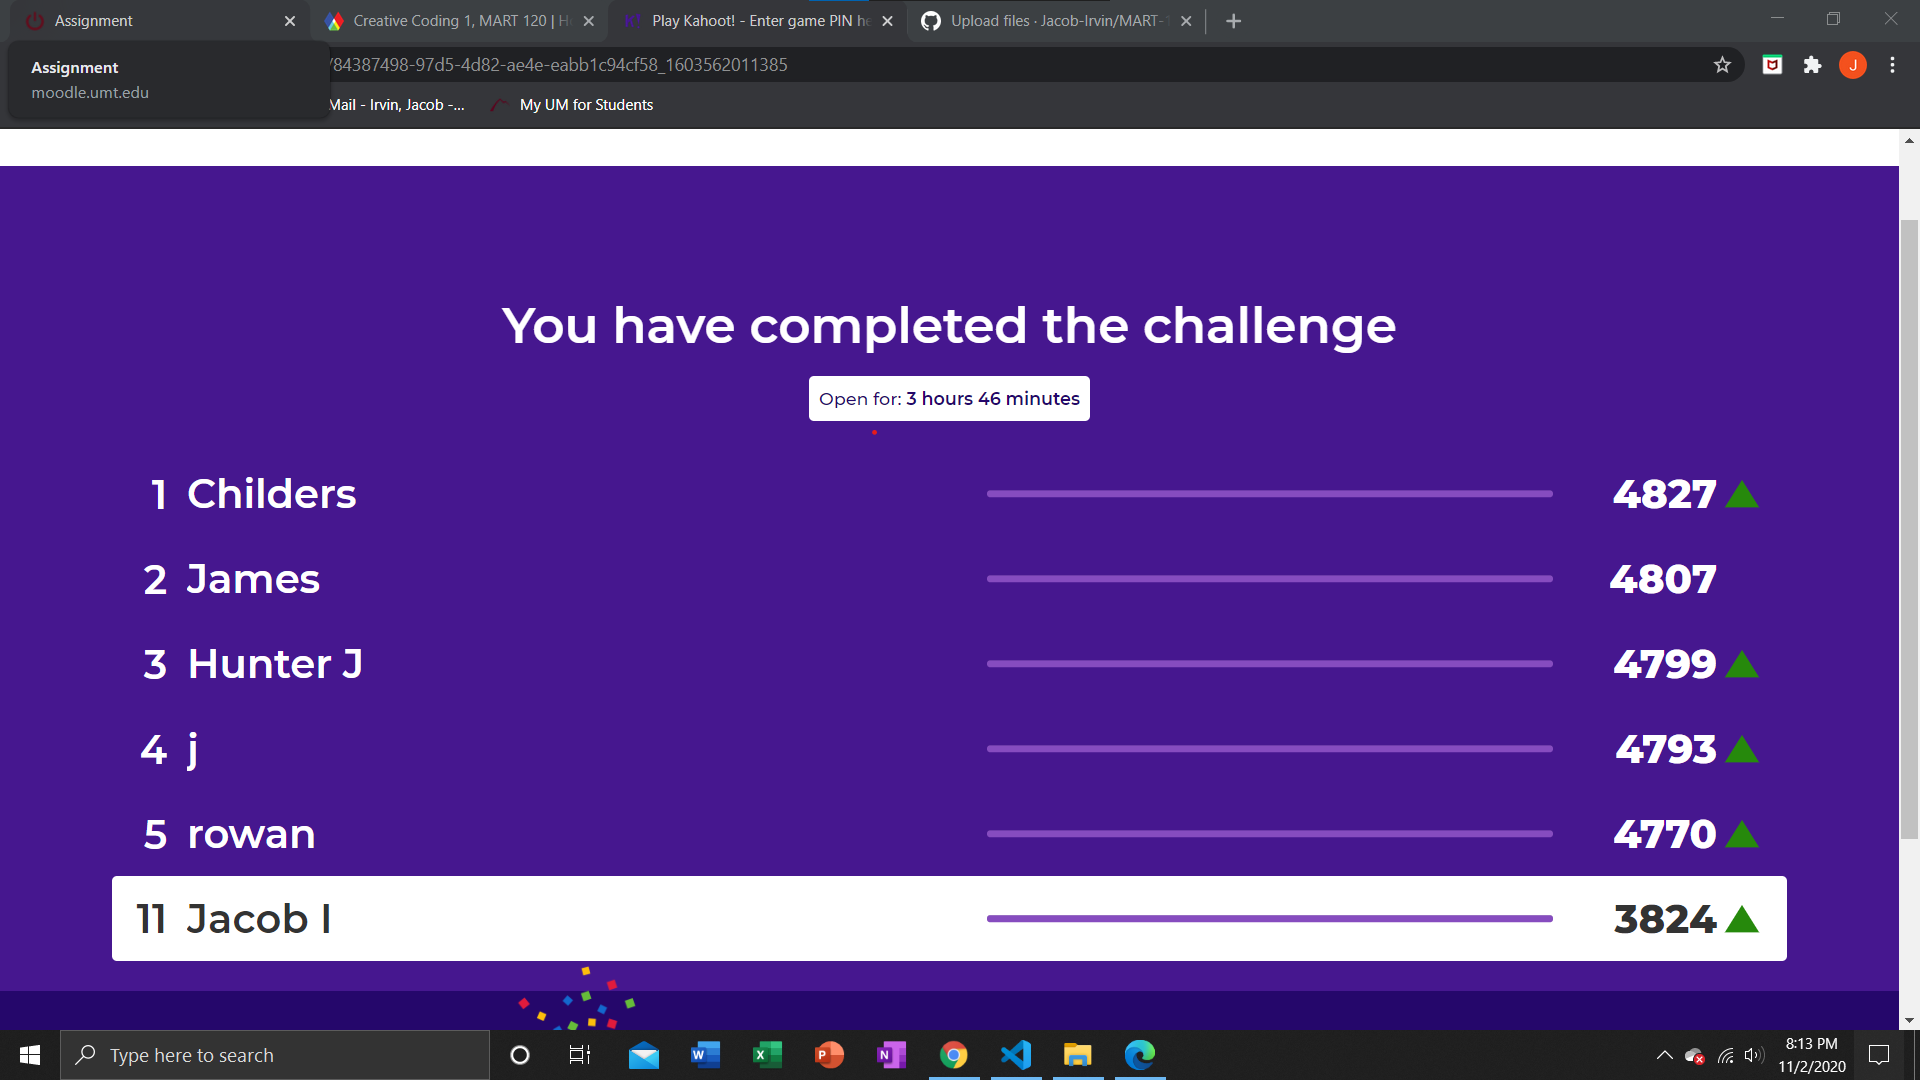 Assignment
Creative Coding 1, MART 120 | H
Play Kahoot! - Enter game PIN he
Upload files · Jacob-Irvin/MART-1
Assignment
moodle.umt.edu
/84387498-97d5-4d82-ae4e-eabb1c94cf58_1603562011385
J
Mail - Irvin, Jacob -...
My UM for Students
You have completed the challenge
Open for: 3 hours 46 minutes
1 Childers 4827
2 James 4807
3 Hunter J 4799
4 j 4793
5 rowan 4770
11 Jacob I 3824
Type here to search
8:13 PM
11/2/2020